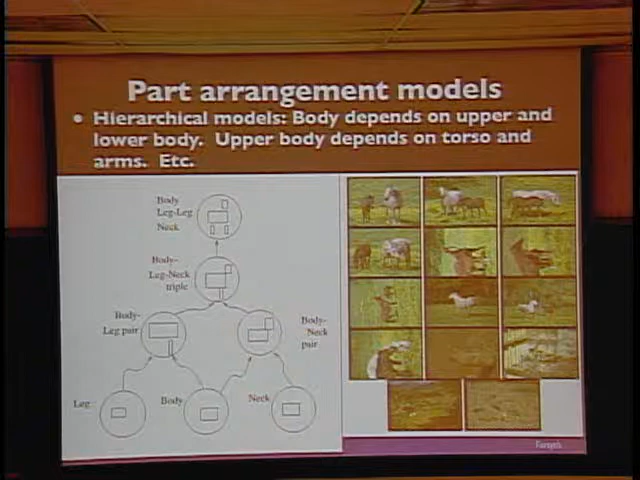 Part arrangement models
• Hierarchical models: Body depends on upper and
lower body. Upper body depends on torso and
arms. Etc.
Body
Leg-Leg
Neck
Body-
Leg-Neck
triple
Body-
Leg pair
Body-
Neck
pair
Leg
Body
Neck
Forsyth